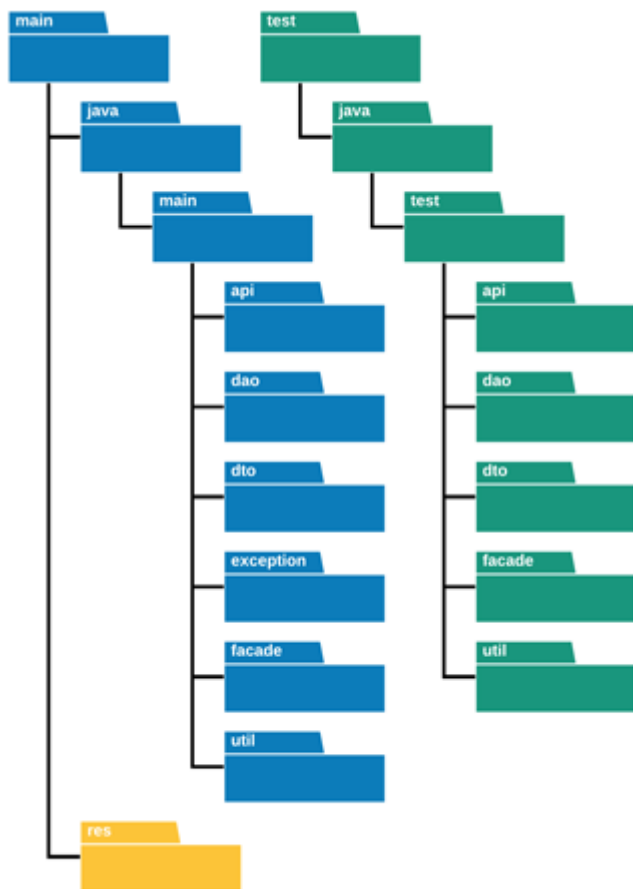 main
java
main
api
dao
dto
exception
facade
util
res
test
java
test
api
dao
dto
facade
util